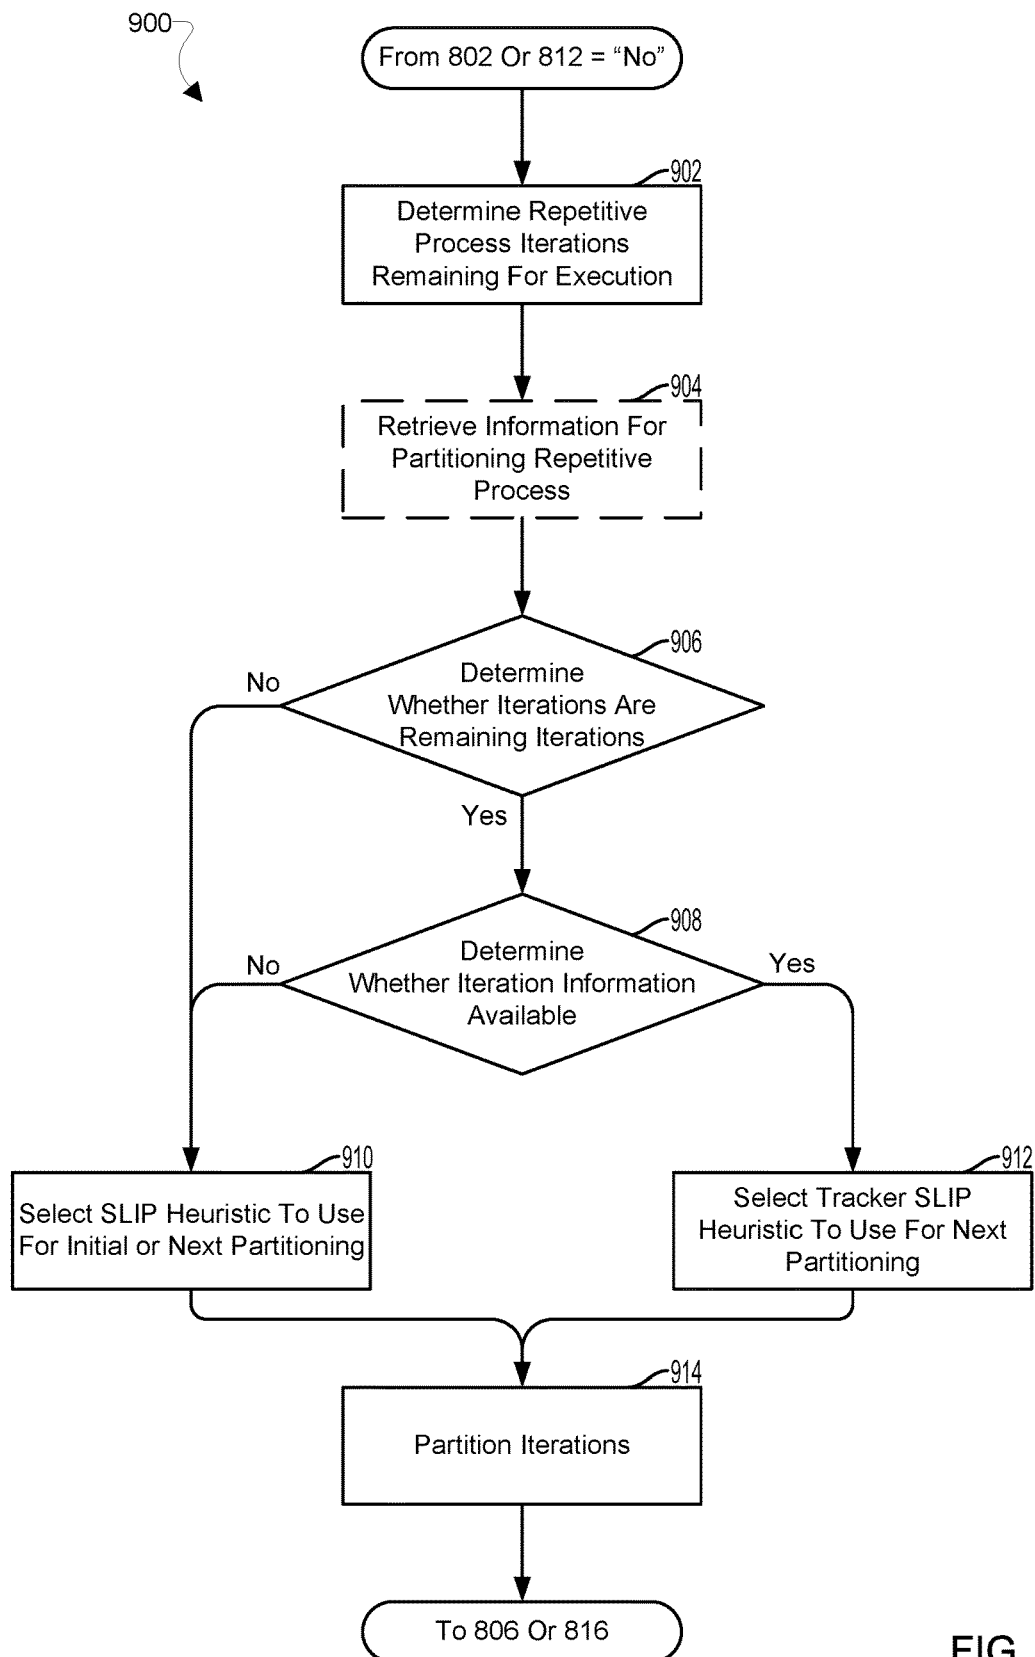 900
From 802 Or 812 = “No”
902
Determine Repetitive
Process Iterations
Remaining For Execution
904
Retrieve Information For
Partitioning Repetitive
Process
906
Determine
Whether Iterations Are
Remaining Iterations
No
Yes
908
Determine
Whether Iteration Information
Available
No
Yes
910
Select SLIP Heuristic To Use
For Initial or Next Partitioning
912
Select Tracker SLIP
Heuristic To Use For Next
Partitioning
914
Partition Iterations
To 806 Or 816
FIG